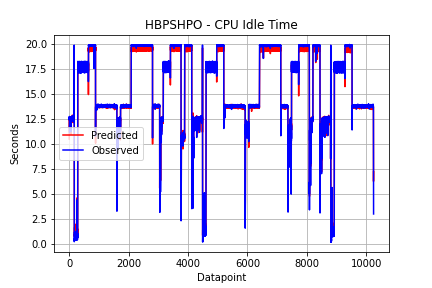 HBPSHPO - CPU Idle Time
20.0
17.5
15.0
12.5
10.0
7.5
5.0
2.5
0.0
Seconds
Predicted
Observed
0 2000 4000 6000 8000 10000
Datapoint